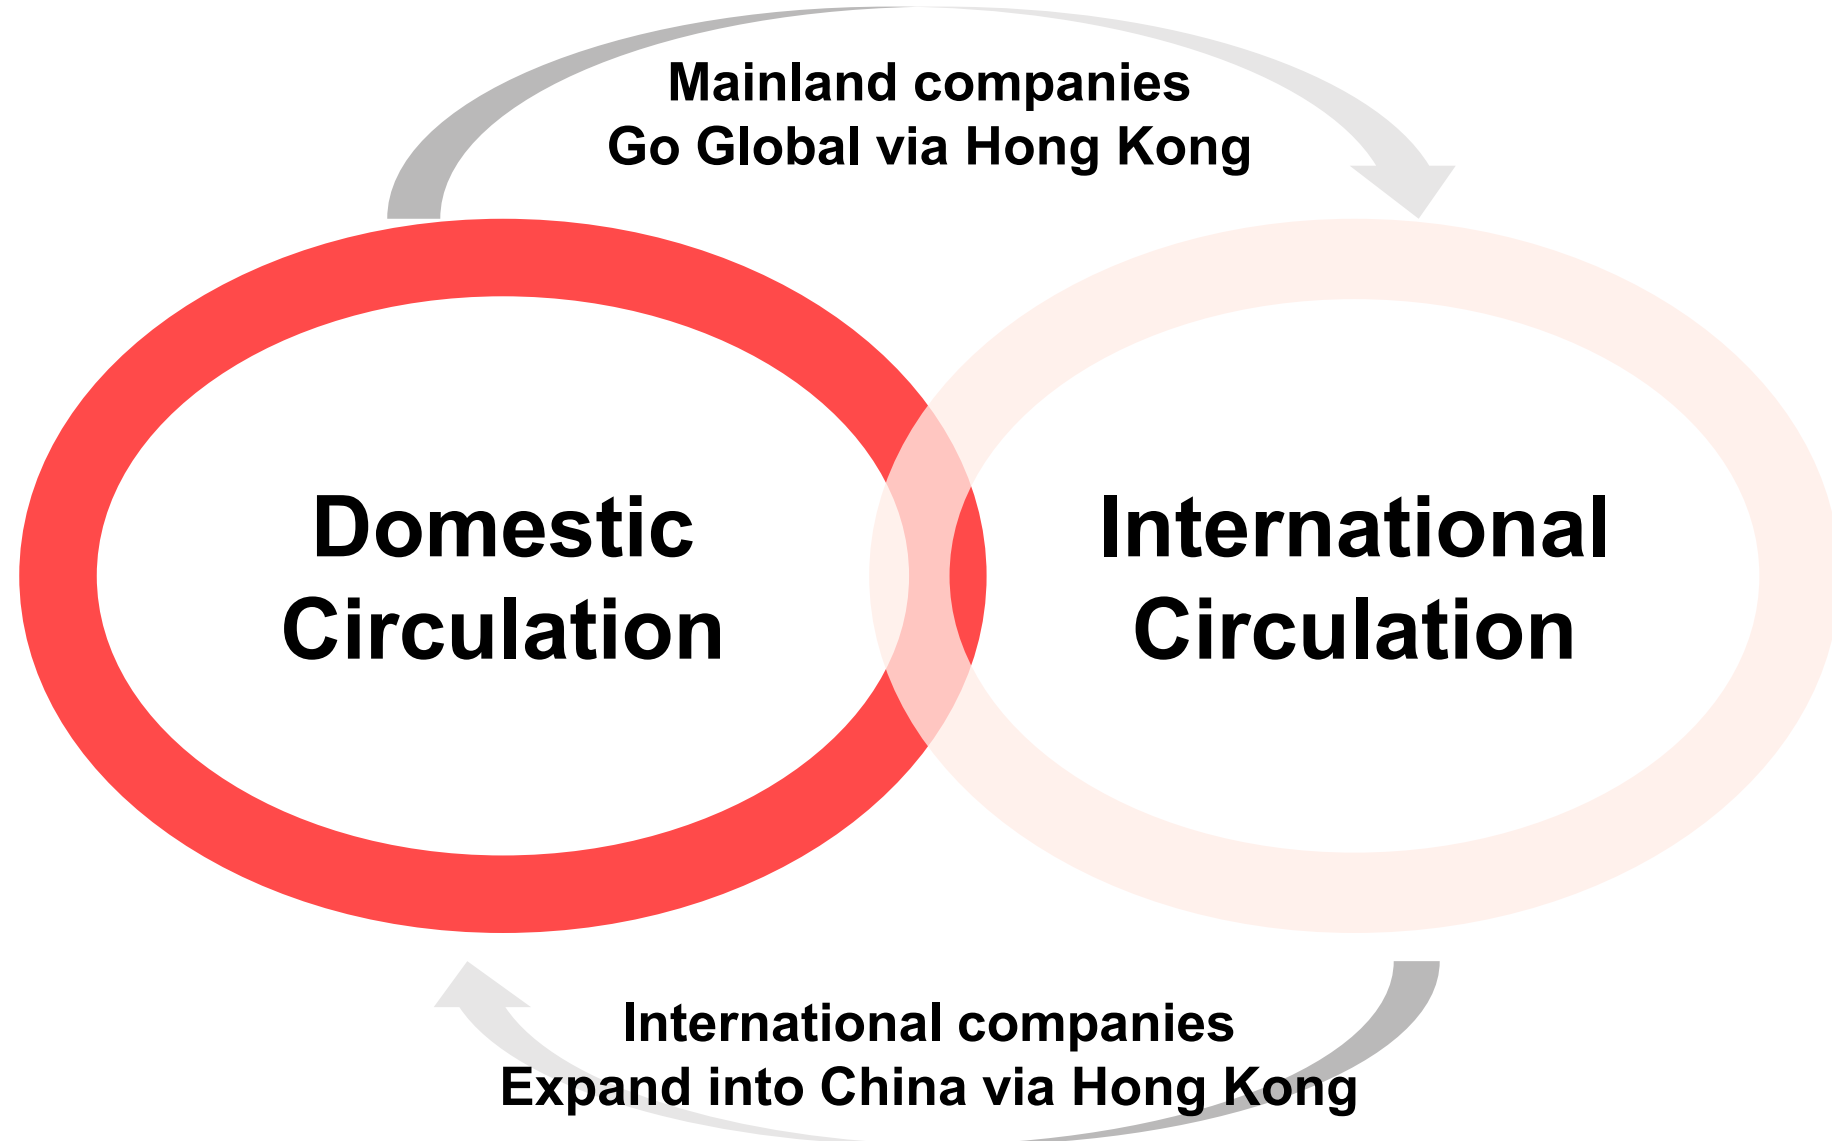 Mainland companies
Go Global via Hong Kong
Domestic
Circulation
International
Circulation
International companies
Expand into China via Hong Kong